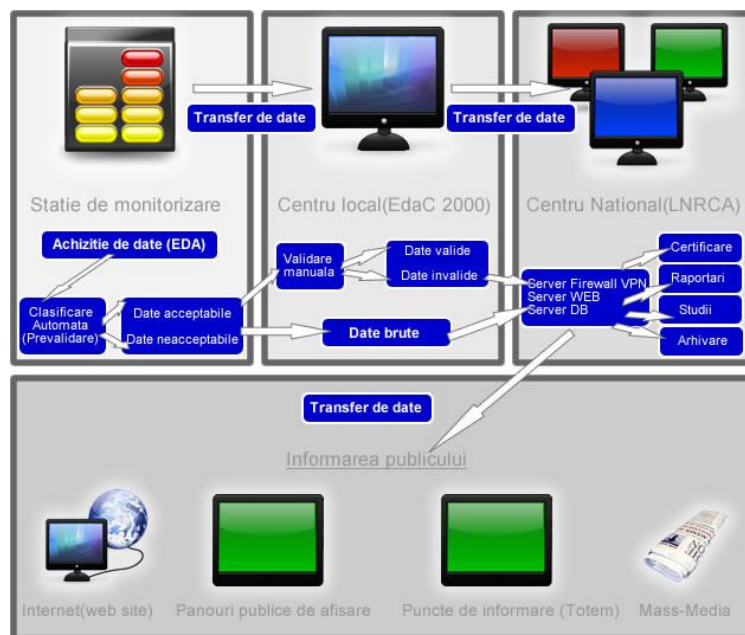 Transfer de date
Transfer de date
Statie de monitorizare
Centru local(EdaC 2000)
Centru National(LNRCA)
Achizitie de date (EDA)
Clasificare
Automata
(Prevalidare)
Date acceptabile
Date neacceptabile
Validare
manuala
Date valide
Date invalide
Date brute
Server Firewall VPN
Server WEB
Server DB
Certificare
Raportari
Studii
Arhivare
Transfer de date
Informarea publicului
Internet(web site)
Panouri publice de afisare
Puncte de informare (Totem)
Mass-Media